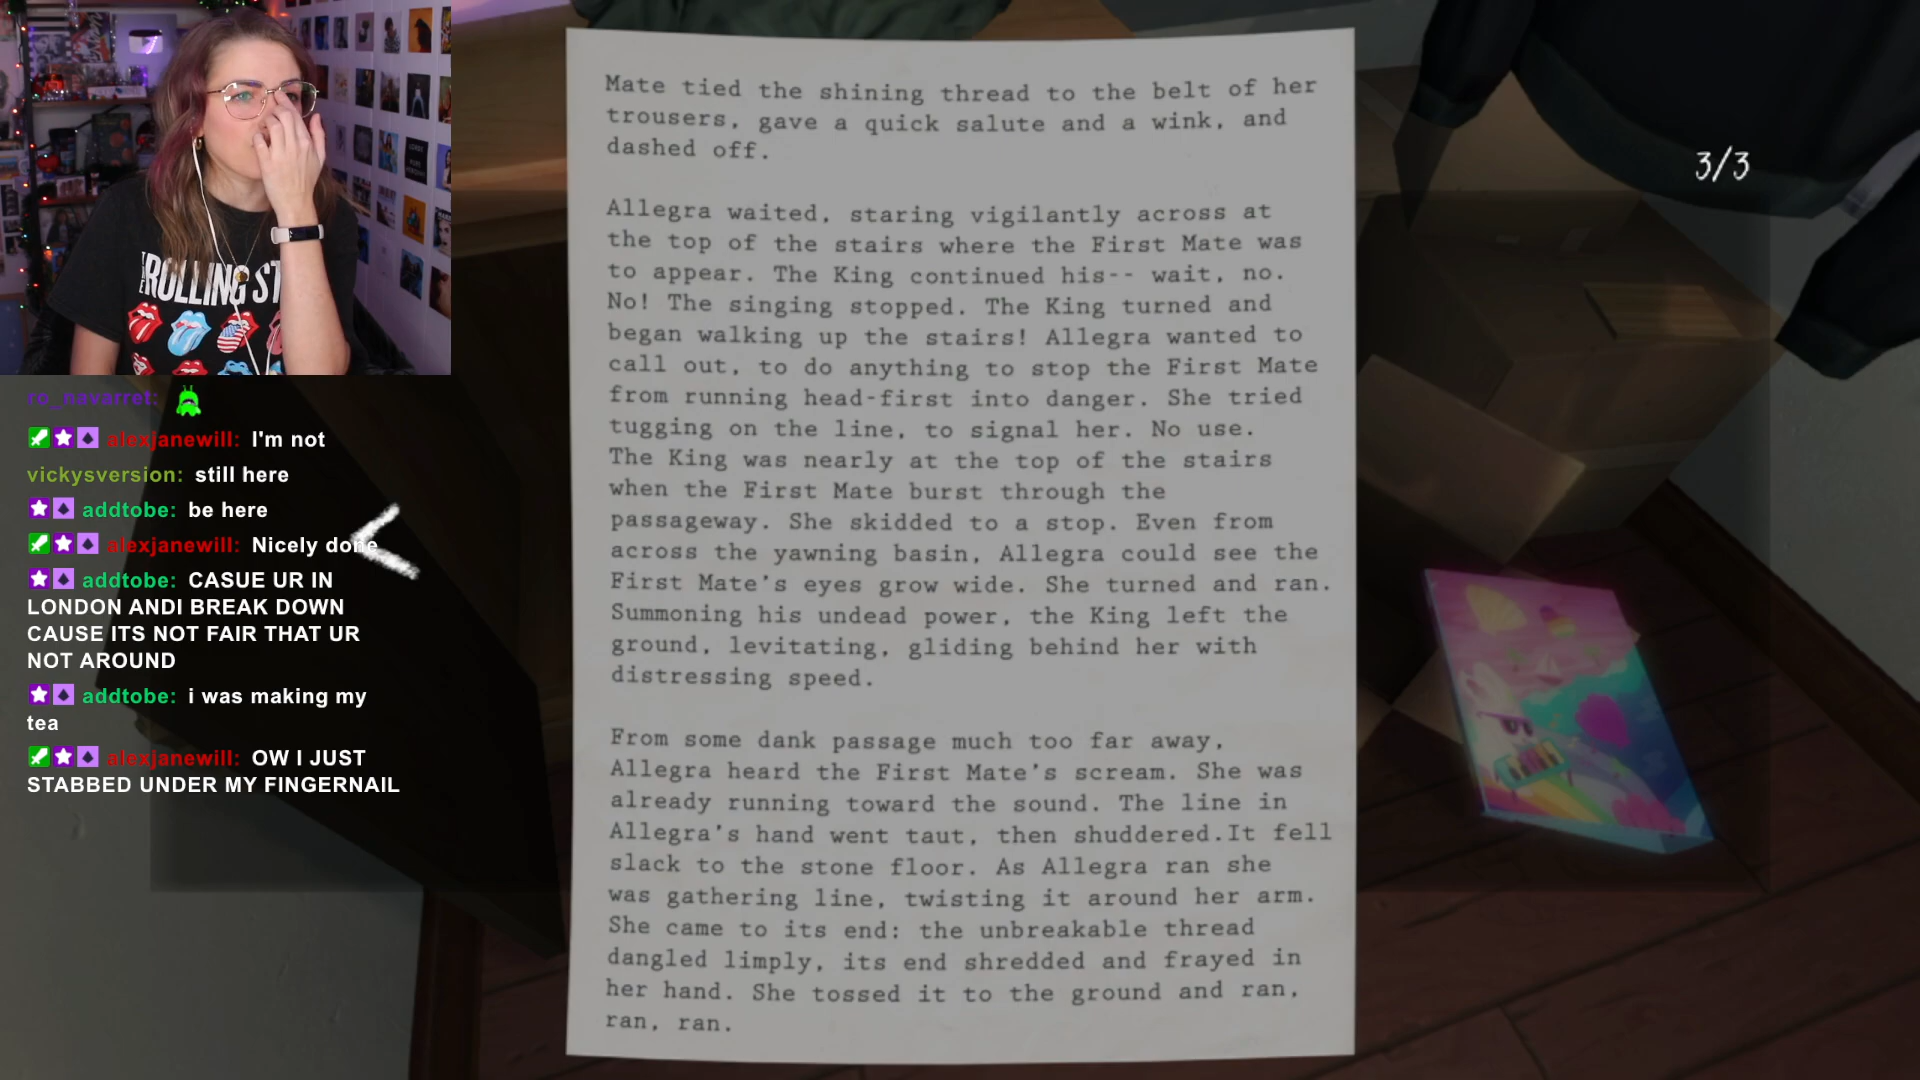 Mate tied the shining thread to the belt of her
trousers, gave a quick salute and a wink, and
dashed off.
Allegra waited, staring vigilantly across at
the top of the stairs where the First Mate was
to appear. The King continued his-- wait, no.
No! The singing stopped. The King turned and
began walking up the stairs! Allegra wanted to
call out, to do anything to stop the First Mate
from running head-first into danger. She tried
tugging on the line, to signal her. No use.
The King was nearly at the top of the stairs
when the First Mate burst through the
passageway. She skidded to a stop. Even from
across the yawning basin, Allegra could see the
First Mate's eyes grow wide. She turned and ran.
Summoning his undead power, the King left the
ground, levitating, gliding behind her with
distressing speed.
From some dank passage much too far away,
Allegra heard the First Mate's scream. She was
already running toward the sound. The line in
Allegra's hand went taut, then shuddered.It fell
slack to the stone floor. As Allegra ran she
was gathering line, twisting it around her arm.
She came to its end: the unbreakable thread
dangled limply, its end shredded and frayed in
her hand. She tossed it to the ground and ran,
ran, ran.
3/3
THE
ROLLING ST
ro_navarret:
alexjanewill: I'm not
vickysversion: still here
addtobe: be here
alexjanewill: Nicely done
addtobe: CASUE UR IN
LONDON ANDI BREAK DOWN
CAUSE ITS NOT FAIR THAT UR
NOT AROUND
addtobe: i was making my
tea
alexjanewill: OW I JUST
STABBED UNDER MY FINGERNAIL